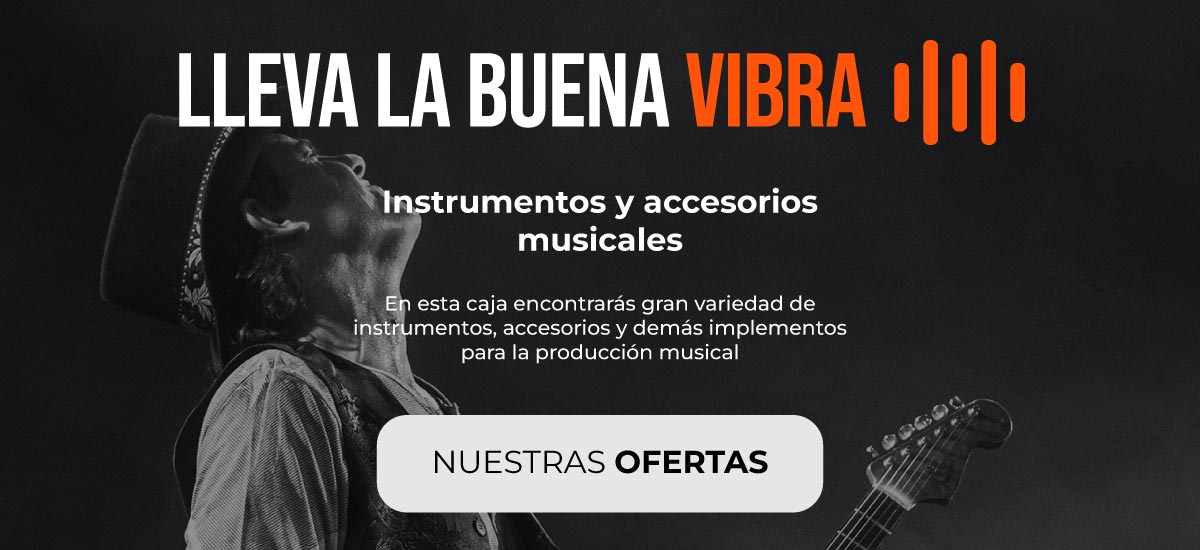 LLEVA LA BUENA VIBRA
Instrumentos y accesorios
musicales
En esta caja encontrarás gran variedad de
instrumentos, accesorios y demás implementos
para la producción musical
NUESTRAS OFERTAS